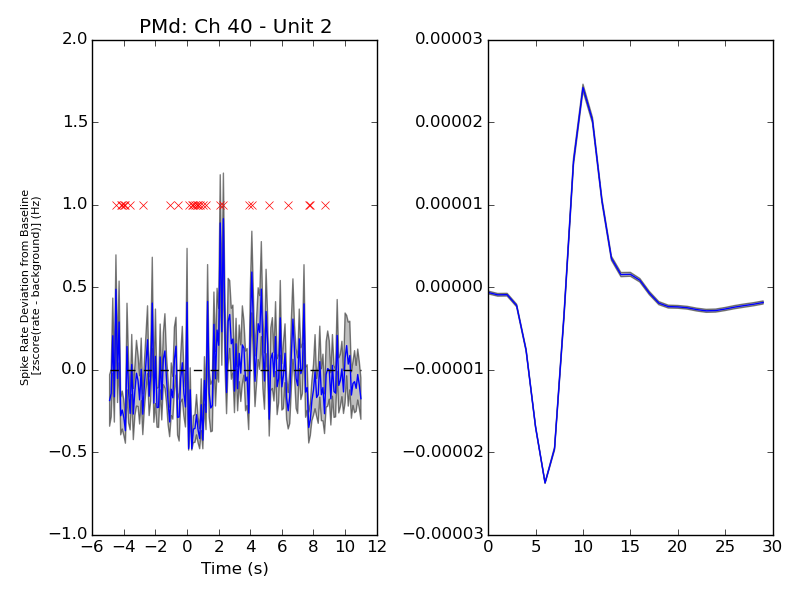 PMd: Ch 40 - Unit 2
2.0
1.5
1.0
0.5
0.0
−0.5
−1.0
Spike Rate Deviation from Baseline
[zscore(rate - background)] (Hz)
−6 −4 −2 0 2 4 6 8 10 12
Time (s)
0.00003
0.00002
0.00001
0.00000
−0.00001
−0.00002
−0.00003
0 5 10 15 20 25 30